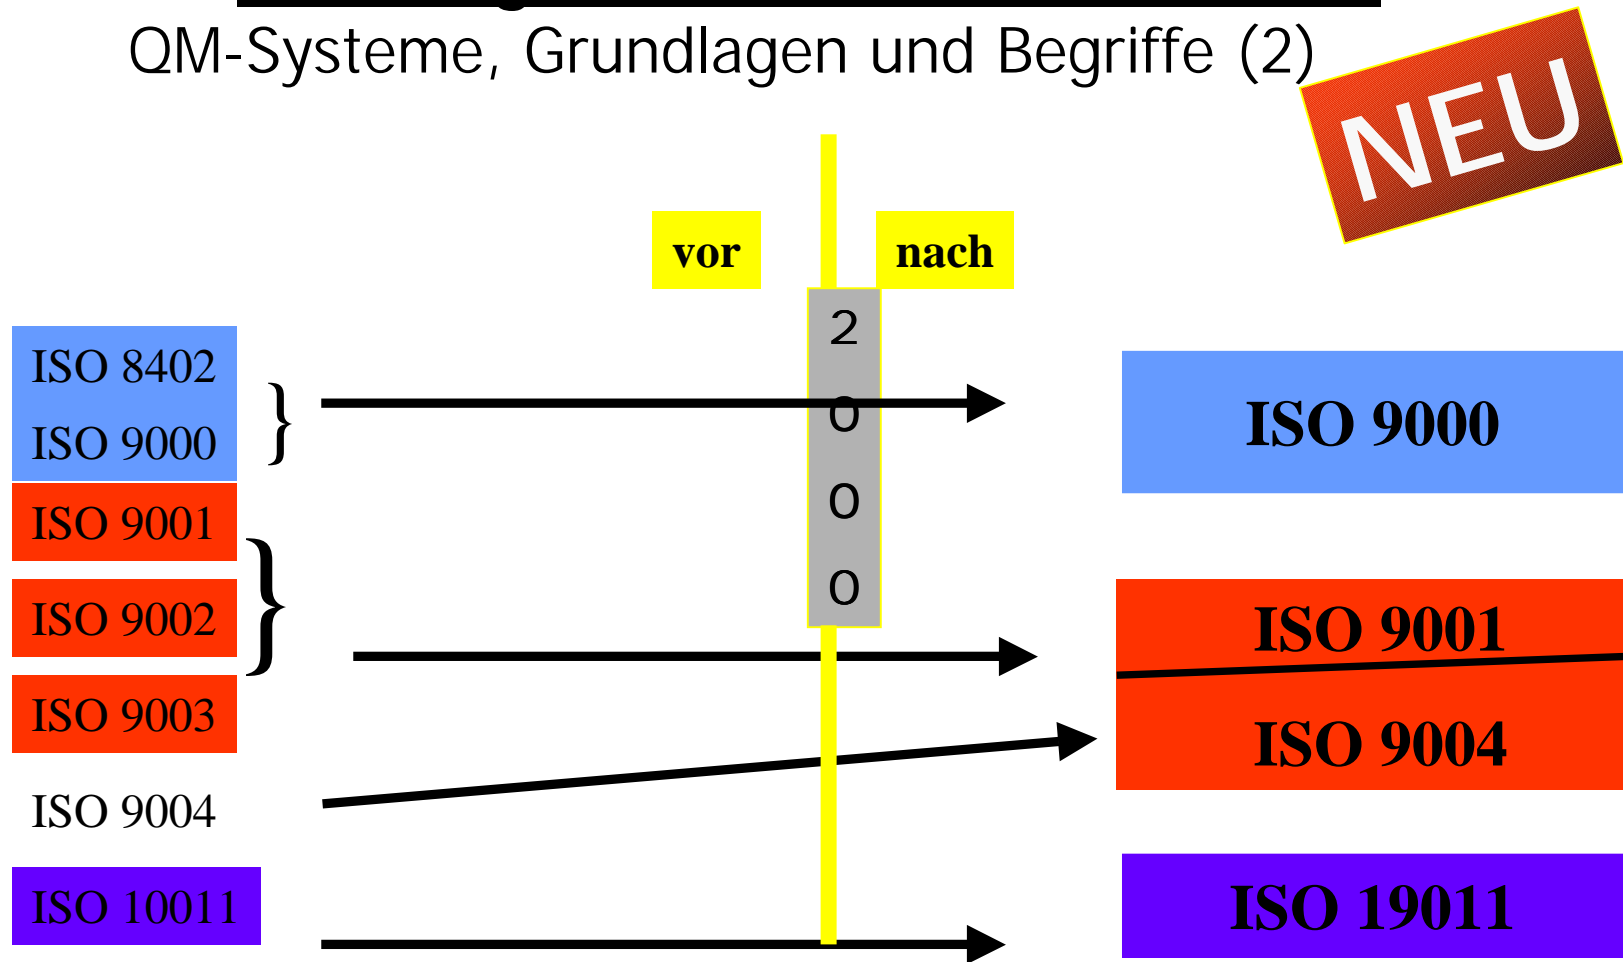 QM-Systeme, Grundlagen und Begriffe (2)
NEU
vor
nach
2
0
0
0
ISO 8402
ISO 9000
}
ISO 9001
ISO 9002
}
ISO 9003
ISO 9004
ISO 10011
ISO 9000
ISO 9001
ISO 9004
ISO 19011